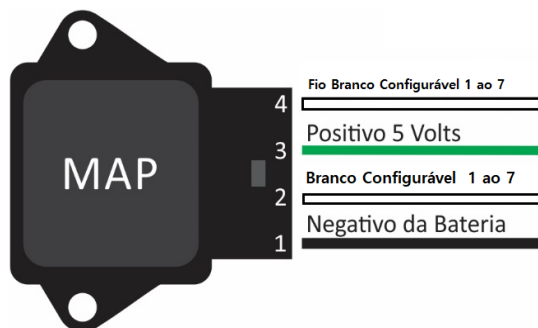 MAP
4 Fio Branco Configurável 1 ao 7
3 Positivo 5 Volts
2 Branco Configurável 1 ao 7
1 Negativo da Bateria